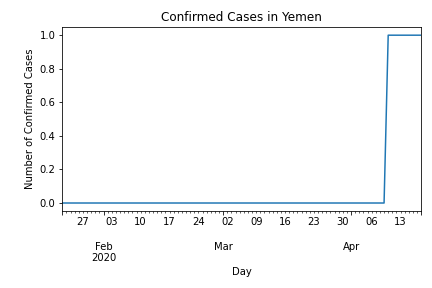 Confirmed Cases in Yemen
Number of Confirmed Cases
1.0
0.8
0.6
0.4
0.2
0.0
27 03 10 17 24 02 09 16 23 30 06 13
Feb Mar Apr
2020
Day